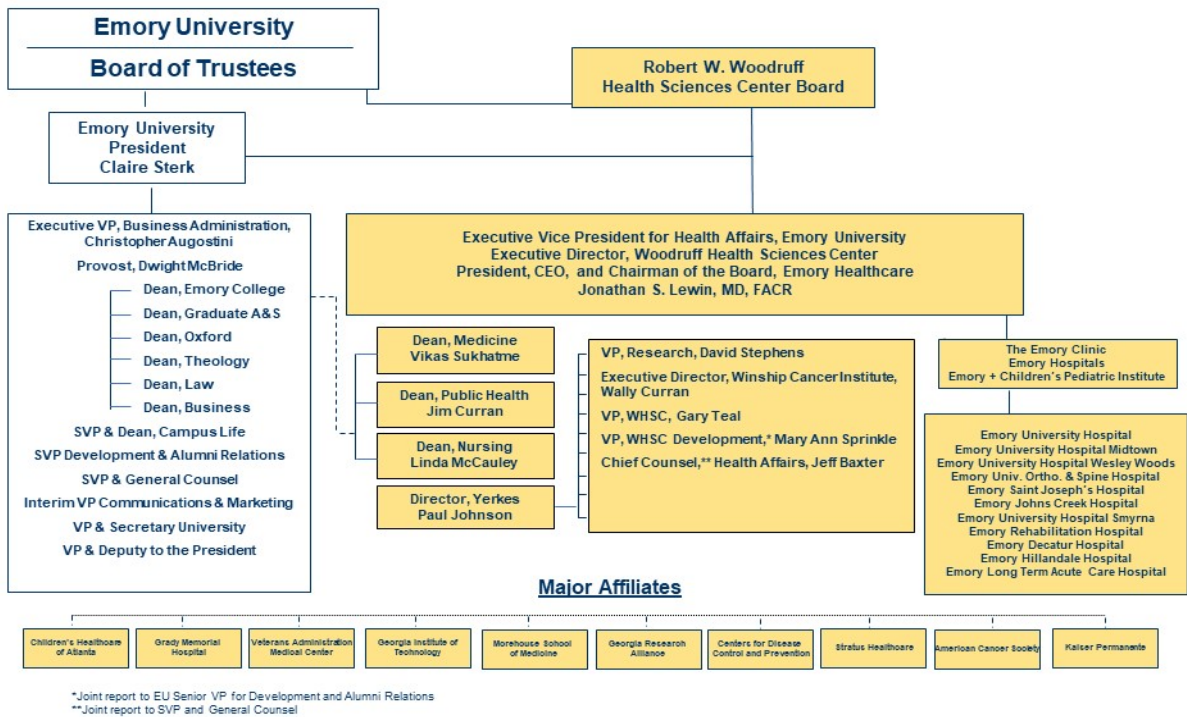 Emory University
Board of Trustees
Robert W. Woodruff
Health Sciences Center Board
Emory University
President
Claire Sterk
Executive VP, Business Administration,
Christopher Augostini
Provost, Dwight McBride
Dean, Emory College
Dean, Graduate A&S
Dean, Oxford
Dean, Theology
Dean, Law
Dean, Business
SVP & Dean, Campus Life
SVP Development & Alumni Relations
SVP & General Counsel
Interim VP Communications & Marketing
VP & Secretary University
VP & Deputy to the President
Executive Vice President for Health Affairs, Emory University
Executive Director, Woodruff Health Sciences Center
President, CEO, and Chairman of the Board, Emory Healthcare
Jonathan S. Lewin, MD, FACR
Dean, Medicine
Vikas Sukhatme
Dean, Public Health
Jim Curran
Dean, Nursing
Linda McCauley
Director, Yerkes
Paul Johnson
VP, Research, David Stephens
Executive Director, Winship Cancer Institute,
Wally Curran
VP, WHSC, Gary Teal
VP, WHSC Development,* Mary Ann Sprinkle
Chief Counsel,** Health Affairs, Jeff Baxter
The Emory Clinic
Emory Hospitals
Emory + Children's Pediatric Institute
Emory University Hospital
Emory University Hospital Midtown
Emory University Hospital Wesley Woods
Emory Univ. Ortho. & Spine Hospital
Emory Saint Joseph's Hospital
Emory Johns Creek Hospital
Emory University Hospital Smyrna
Emory Rehabilitation Hospital
Emory Decatur Hospital
Emory Hillandale Hospital
Emory Long Term Acute Care Hospital
Major Affiliates
Children's Healthcare
of Atlanta
Grady Memorial
Hospital
Veterans Administration
Medical Center
Georgia Institute of
Technology
Morehouse School
of Medicine
Georgia Research
Alliance
Centers for Disease
Control and Prevention
Stratus Healthcare
American Cancer Society
Kaiser Permanente
*Joint report to EU Senior VP for Development and Alumni Relations
**Joint report to SVP and General Counsel